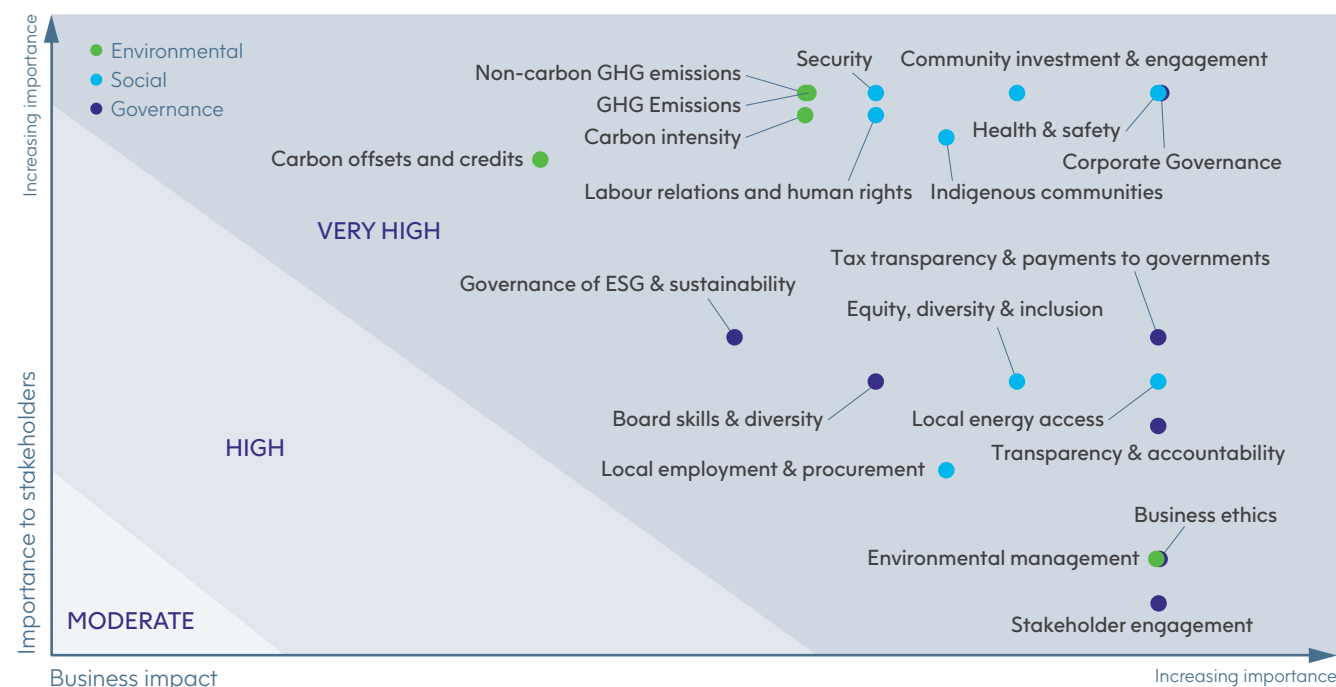 Increasing importance
Importance to stakeholders
Environmental
Social
Governance
Security
Community investment & engagement
Non-carbon GHG emissions
GHG Emissions
Carbon intensity
Health & safety
Carbon offsets and credits
Corporate Governance
Labour relations and human rights
Indigenous communities
VERY HIGH
Tax transparency & payments to governments
Governance of ESG & sustainability
Equity, diversity & inclusion
Board skills & diversity
Local energy access
HIGH
Transparency & accountability
Local employment & procurement
Business ethics
Environmental management
MODERATE
Stakeholder engagement
Business impact
Increasing importance